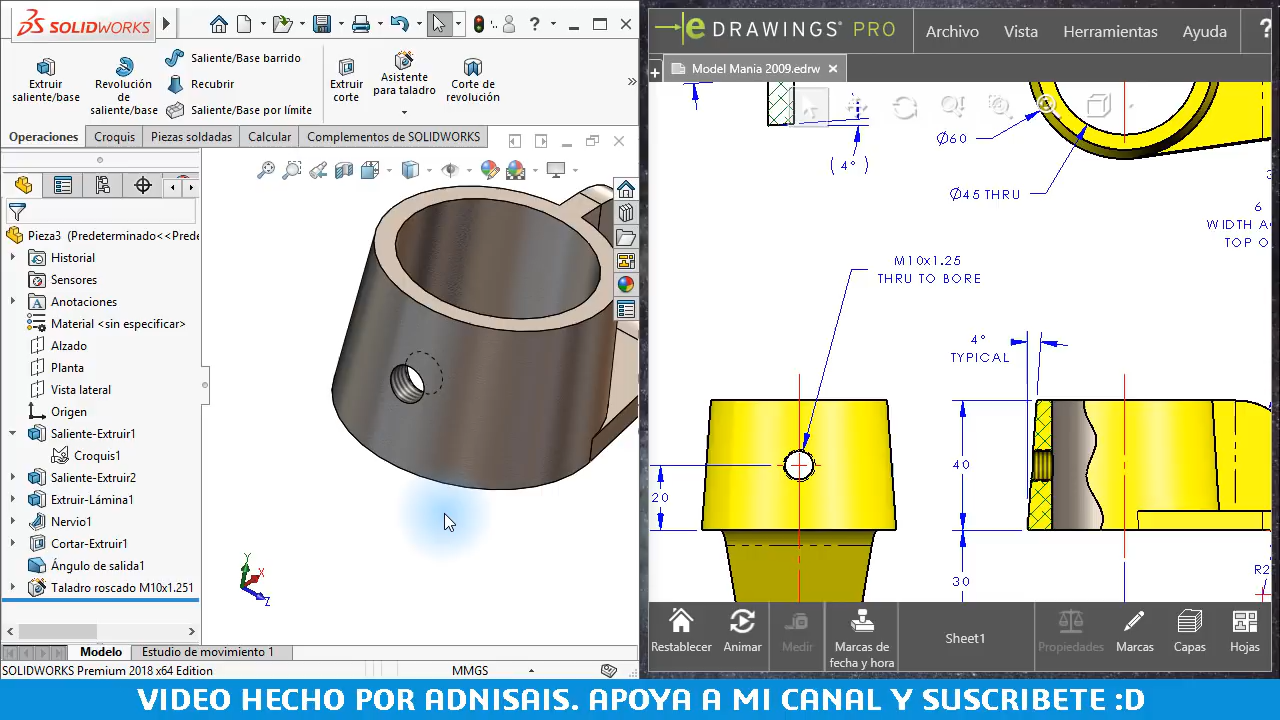 SOLIDWORKS
Extruir
saliente/base
Revolución
de
saliente/base
Saliente/Base barrido
Recubrir
Saliente/Base por límite
Extruir
corte
Asistente
para taladro
Corte de
revolución
Operaciones
Croquis
Piezas soldadas
Calcular
Complementos de SOLIDWORKS
Pieza3 (Predeterminado<<Prede
Historial
Sensores
Anotaciones
Material <sin especificar>
Alzado
Planta
Vista lateral
Origen
Saliente-Extruir1
Croquis1
Saliente-Extruir2
Extruir-Lámina1
Nervio1
Cortar-Extruir1
Ángulo de salida1
Taladro roscado M10x1.251
Y
X
Z
Modelo
Estudio de movimiento 1
SOLIDWORKS Premium 2018 x64 Edition
MMGS
eDRAWINGS® PRO
Archivo
Vista
Herramientas
Ayuda
?
Model Mania 2009.edrw
(4°)
Ø60
Ø45 THRU
6
WIDTH A
TOP O
M10x1.25
THRU TO BORE
4°
TYPICAL
20
40
30
R2
Restablecer
Animar
Medir
Marcas de
fecha y hora
Sheet1
Propiedades
Marcas
Capas
Hojas
VIDEO HECHO POR ADNISAIS. APOYA A MI CANAL Y SUSCRIBETE :D